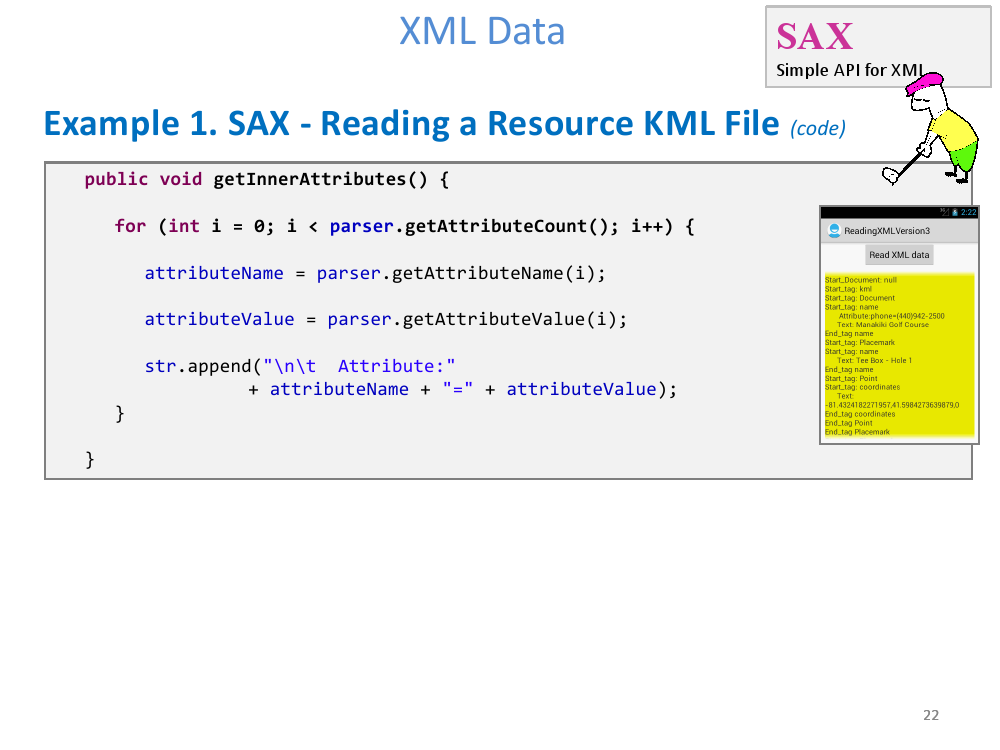 XML Data
SAX
Simple API for XML
Example 1. SAX - Reading a Resource KML File (code)
public void getInnerAttributes() {
for (int i = 0; i < parser.getAttributeCount(); i++) {
attributeName = parser.getAttributeName(i);
attributeValue = parser.getAttributeValue(i);
str.append("\n\t  Attribute:"
+ attributeName + "=" + attributeValue);
}
}
2:22
ReadingXMLVersion3
Read XML data
Start_Document: null
Start_tag: kml
Start_tag: Document
Start_tag: name
Attribute:phone=(440)942-2500
Text: Manakiki Golf Course
End_tag name
Start_tag: Placemark
Start_tag: name
Text: Tee Box - Hole 1
End_tag name
Start_tag: Point
Start_tag: coordinates
Text:
-81.4324182271957,41.5984273639879,0
End_tag coordinates
End_tag Point
End_tag Placemark
22